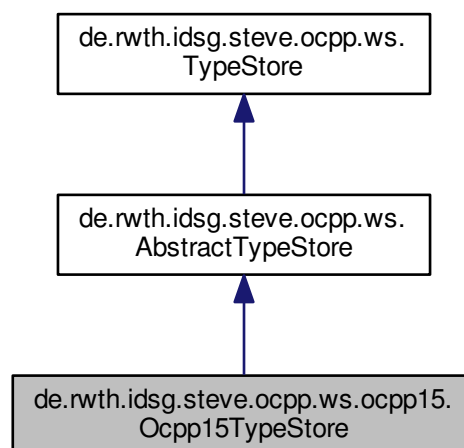 de.rwth.idsg.steve.ocpp.ws.
TypeStore
de.rwth.idsg.steve.ocpp.ws.
AbstractTypeStore
de.rwth.idsg.steve.ocpp.ws.ocpp15.
Ocpp15TypeStore